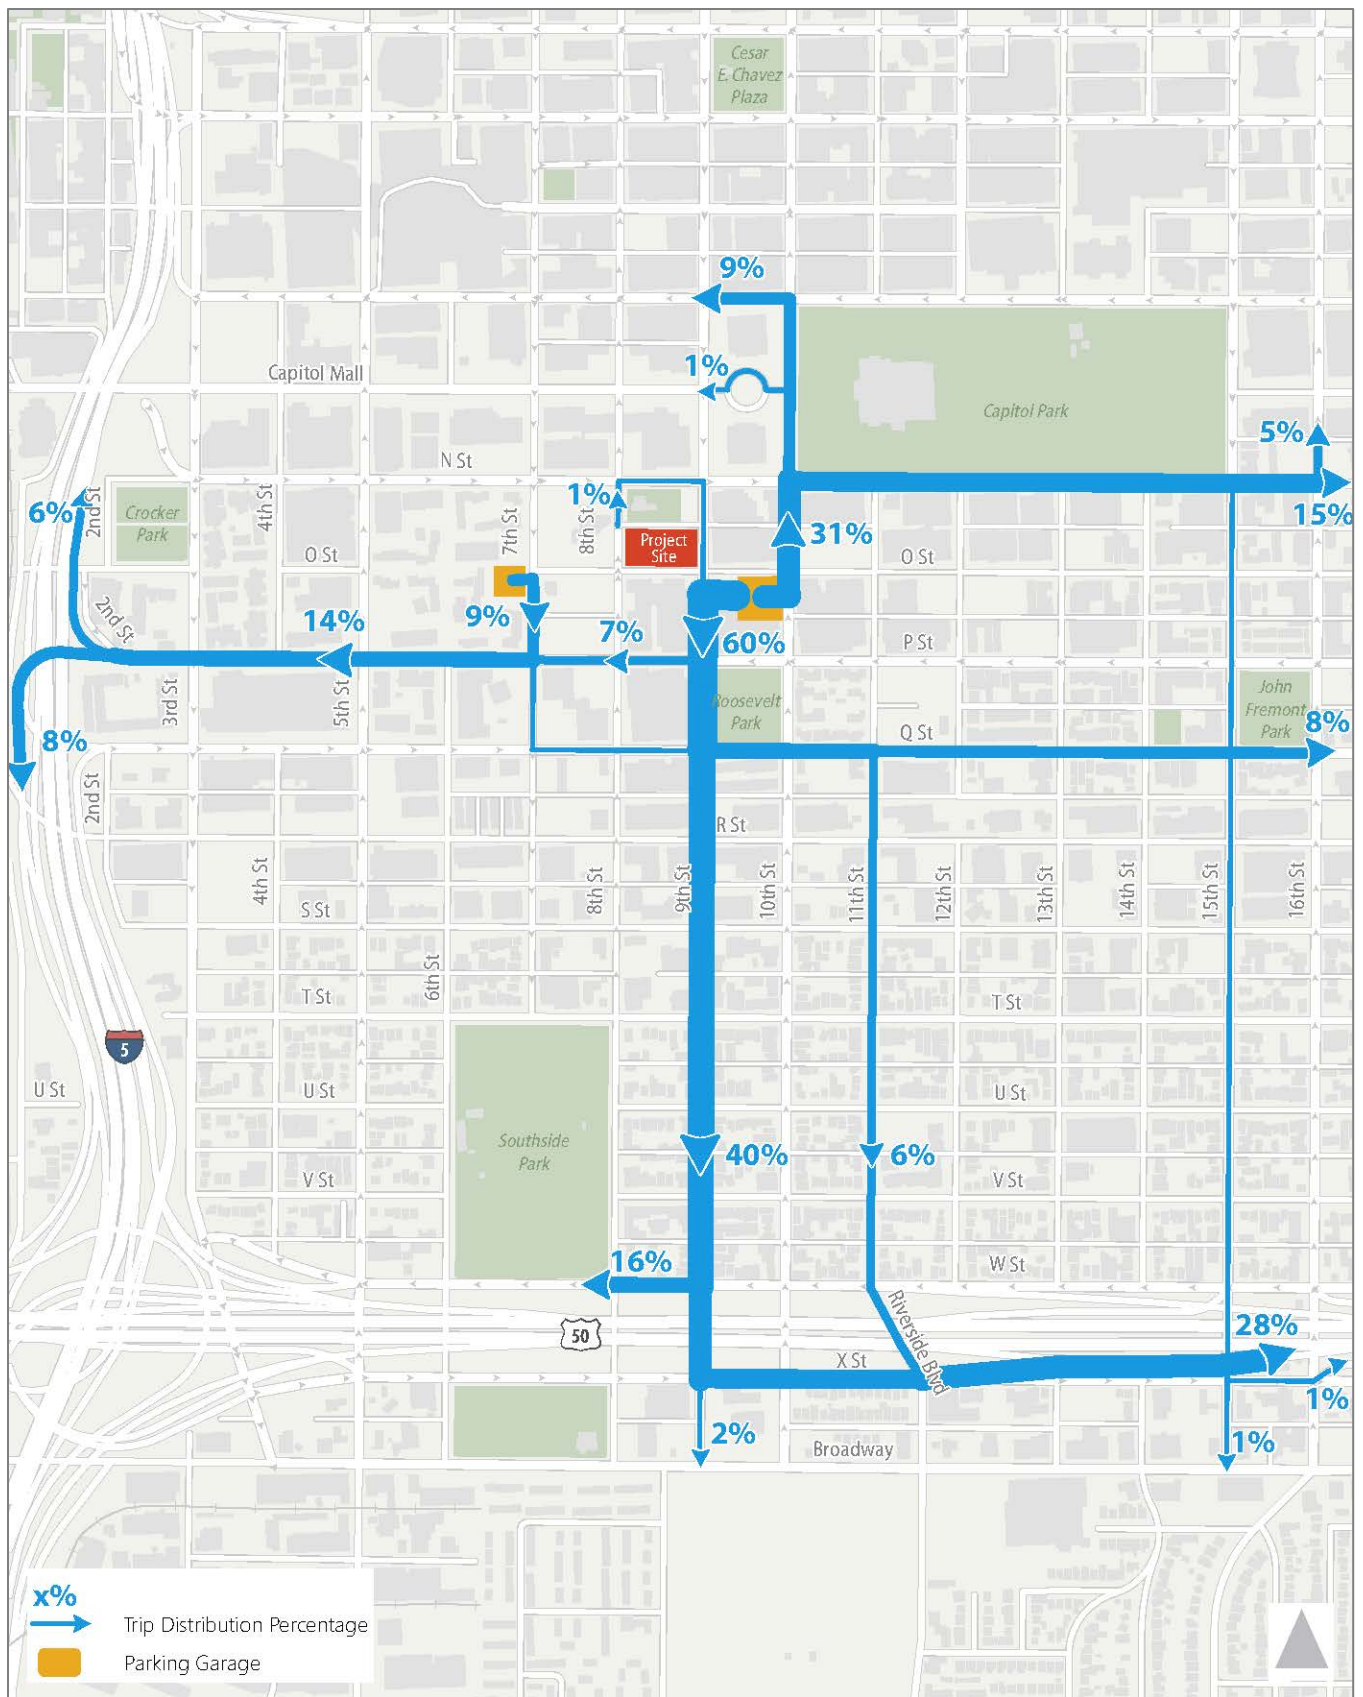 Cesar
E. Chavez
Plaza
9%
1%
Capitol Mall
Capitol Park
5%
N St
6%
2nd St
Crocker
Park
4th St
7th St
8th St
1%
15%
Project
Site
31%
O St
O St
2nd St
14%
9%
7%
60%
P St
3rd St
5th St
Roosevelt
Park
John
Fremont
Park
8%
Q St
8%
2nd St
R St
4th St
8th St
9th St
10th St
11th St
12th St
13th St
14th St
15th St
16th St
S St
6th St
T St
T St
5
U St
U St
U St
Southside
Park
40%
6%
V St
V St
16%
W St
Riverside Blvd
50
X St
28%
1%
2%
Broadway
1%
x%
Trip Distribution Percentage
Parking Garage